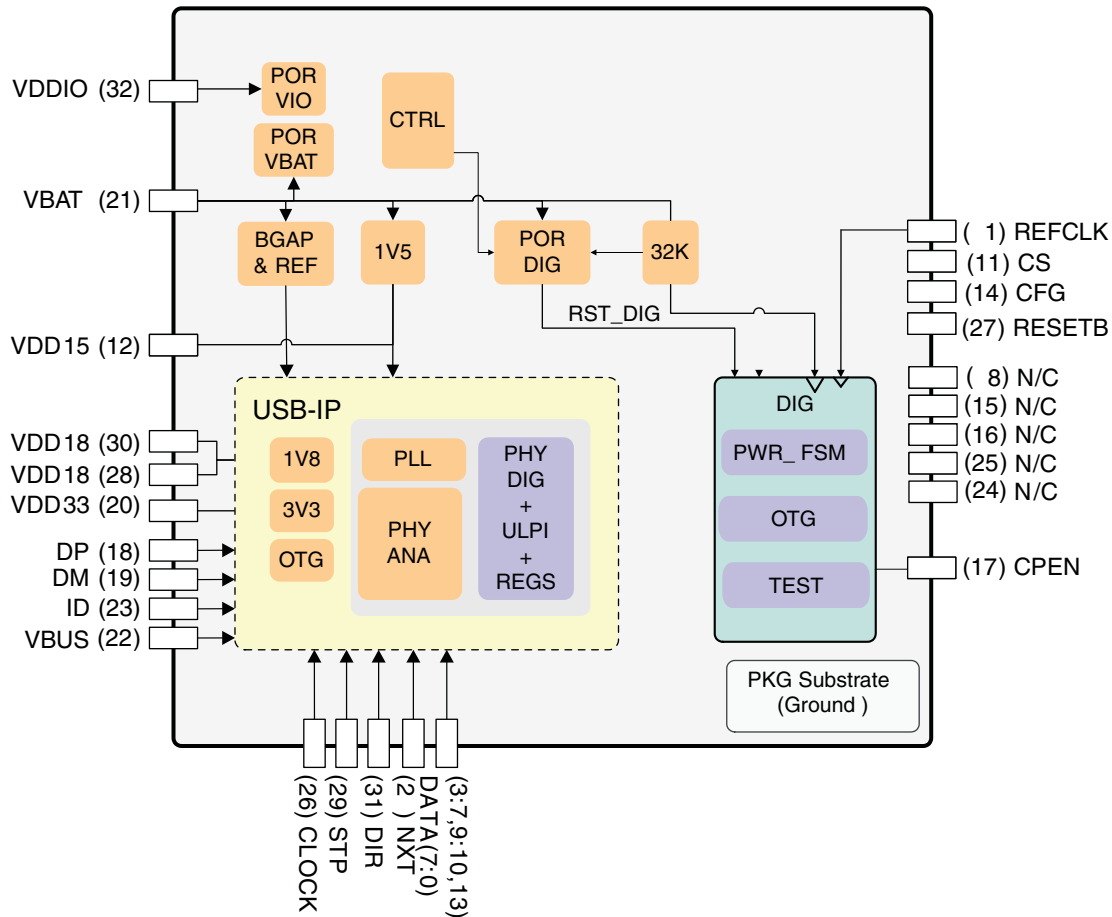 VDDIO (32)
POR
VIO
CTRL
POR
VBAT
VBAT (21)
BGAP
& REF
1V5
POR
DIG
32K
( 1) REFCLK
(11) CS
(14) CFG
(27) RESETB
RST_DIG
VDD15 (12)
( 8) N/C
(15) N/C
(16) N/C
(25) N/C
(24) N/C
USB-IP
DIG
VDD18 (30)
VDD18 (28)
VDD33 (20)
1V8
3V3
OTG
PLL
PHY
ANA
PHY
DIG
+
ULPI
+
REGS
PWR_ FSM
OTG
TEST
DP (18)
DM (19)
ID (23)
VBUS (22)
(17) CPEN
PKG Substrate
(Ground )
(26) CLOCK
(29) STP
(31) DIR
(2 ) NXT
DATA(7:0)
(3:7,9:10,13)